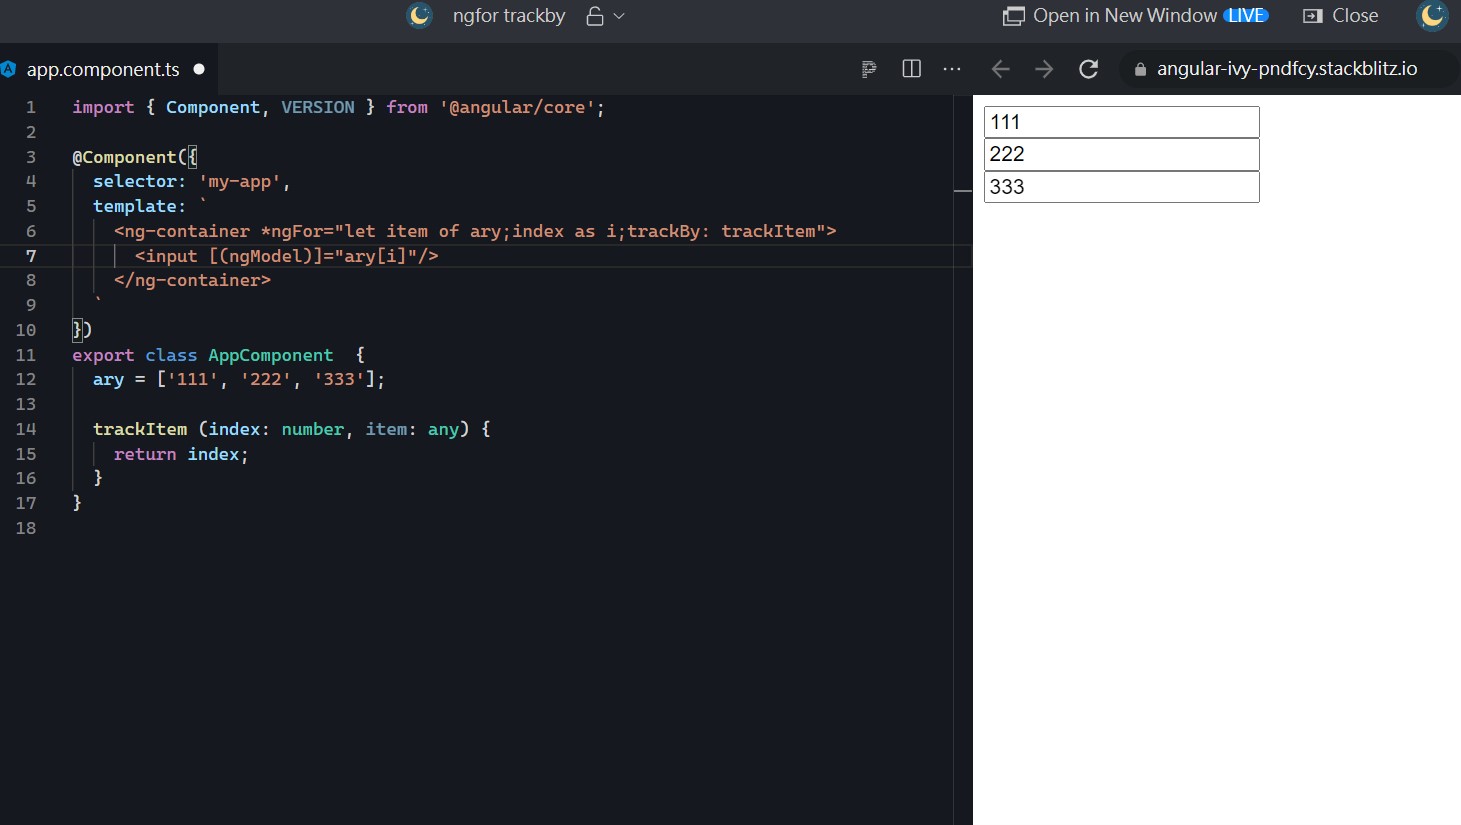 ngfor trackby
Open in New Window LIVE Close
app.component.ts
angular-ivy-pndfcy.stackblitz.io
1 import { Component, VERSION } from '@angular/core';
2
3 @Component({
4 selector: 'my-app',
5 template: `
6 <ng-container *ngFor="let item of ary;index as i;trackBy: trackItem">
7 <input [(ngModel)]="ary[i]"/>
8 </ng-container>
9 `
10 })
11 export class AppComponent {
12 ary = ['111', '222', '333'];
13
14 trackItem (index: number, item: any) {
15 return index;
16 }
17 }
18
111
222
333